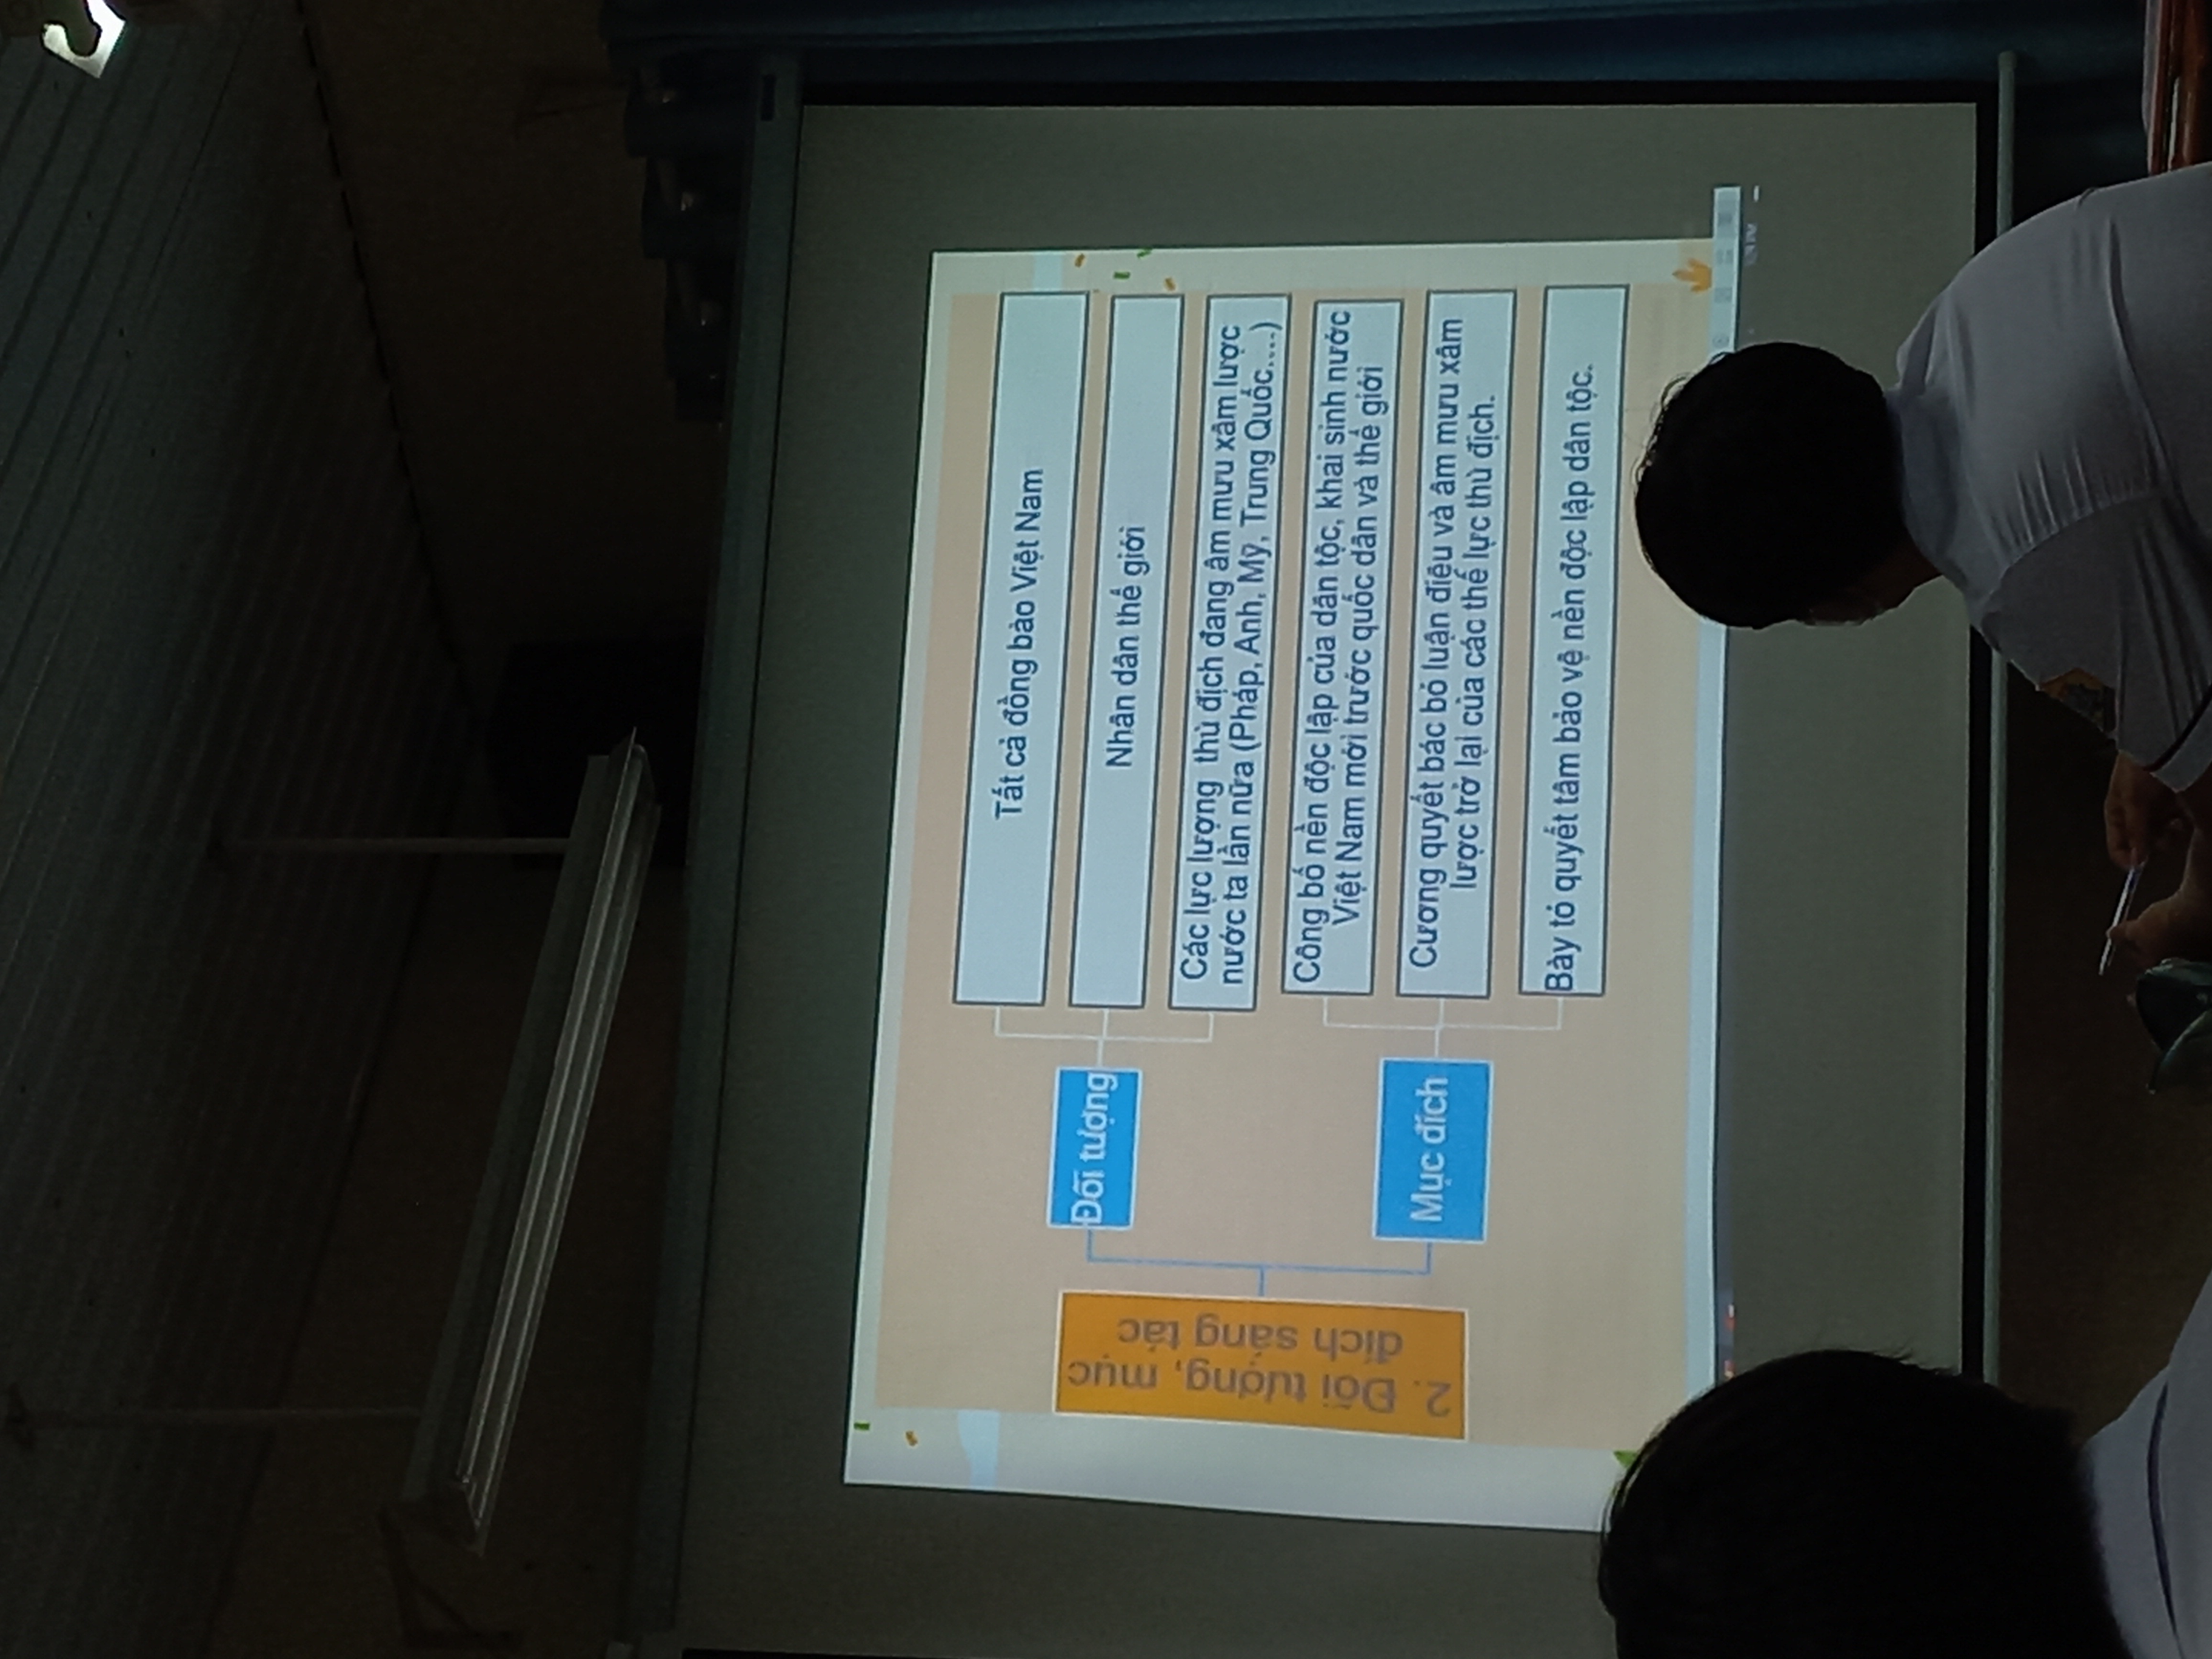 2. Đối tượng, mục
đích sáng tác
Đối tượng
Tất cả đồng bào Việt Nam
Nhân dân thế giới
Các lực lượng thù địch đang âm mưu xâm lược
nước ta lần nữa (Pháp, Anh, Mỹ, Trung Quốc....)
Mục đích
Công bố nền độc lập của dân tộc, khai sinh nước
Việt Nam mới trước quốc dân và thế giới
Cương quyết bác bỏ luận điệu và âm mưu xâm
lược trở lại của các thế lực thù địch.
Bày tỏ quyết tâm bảo vệ nền độc lập dân tộc.